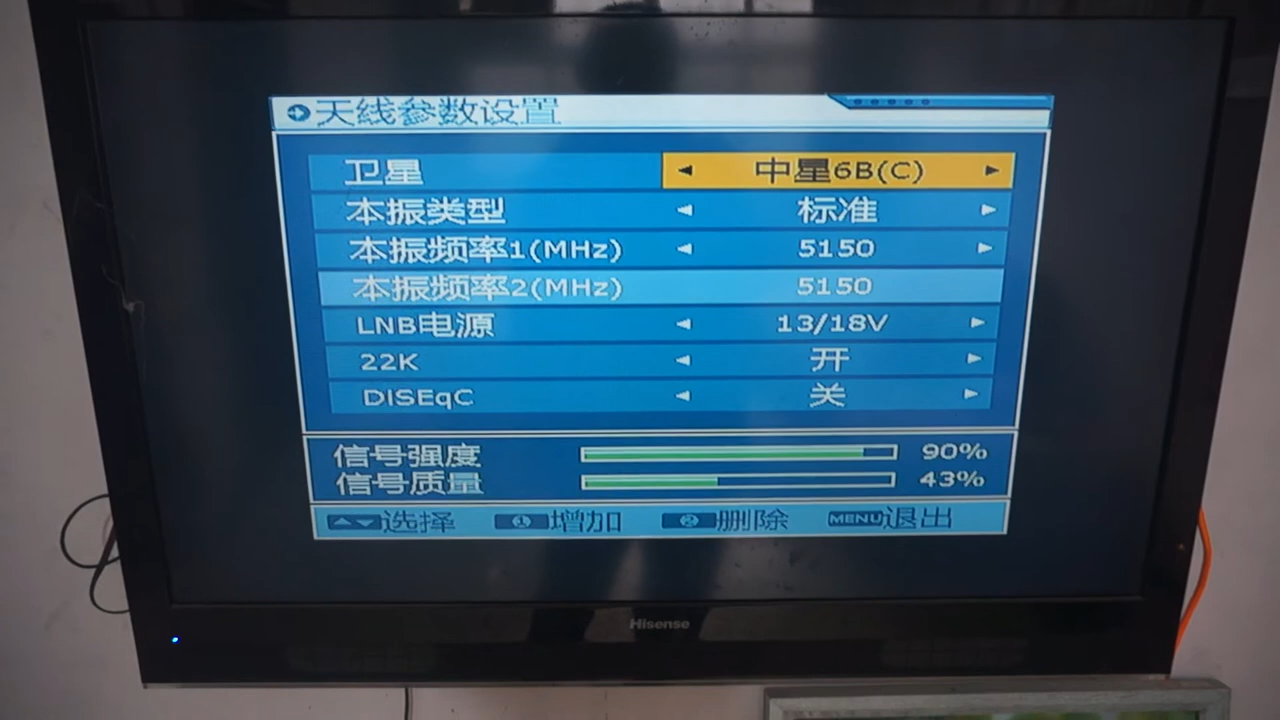 天线参数设置
卫星 中星6B(C)
本振类型 标准
本振频率1(MHz) 5150
本振频率2(MHz) 5150
LNB电源 13/18V
22K 开
DISEqC 关
信号强度 90%
信号质量 43%
选择 1增加 2删除 MENU退出
Hisense